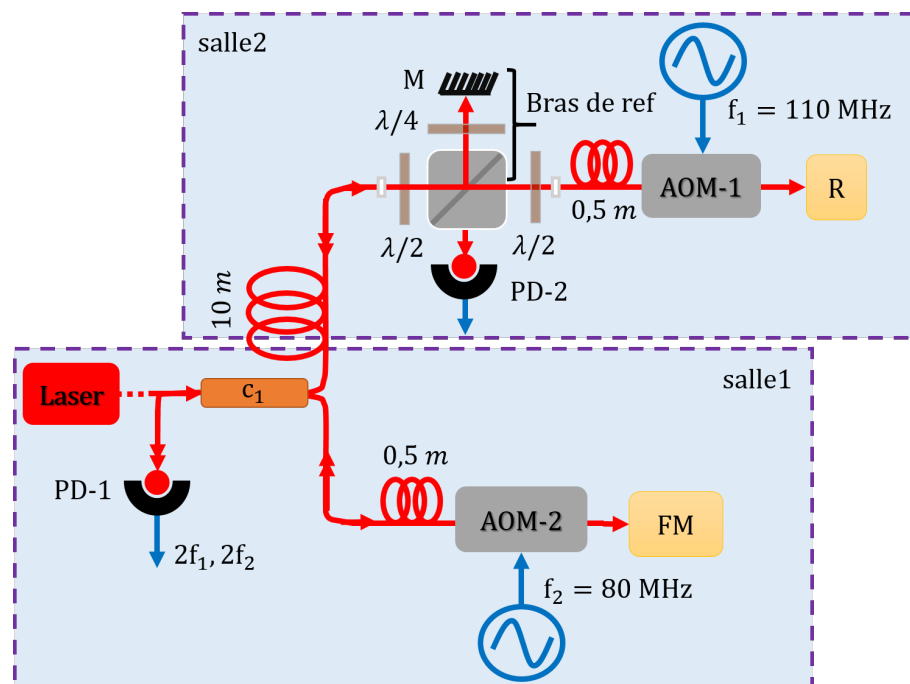 salle2
M
Bras de ref
f₁ = 110 MHz
λ/4
AOM-1
R
0,5 m
λ/2
λ/2
PD-2
10 m
salle1
Laser
c₁
0,5 m
PD-1
AOM-2
FM
2f₁, 2f₂
f₂ = 80 MHz